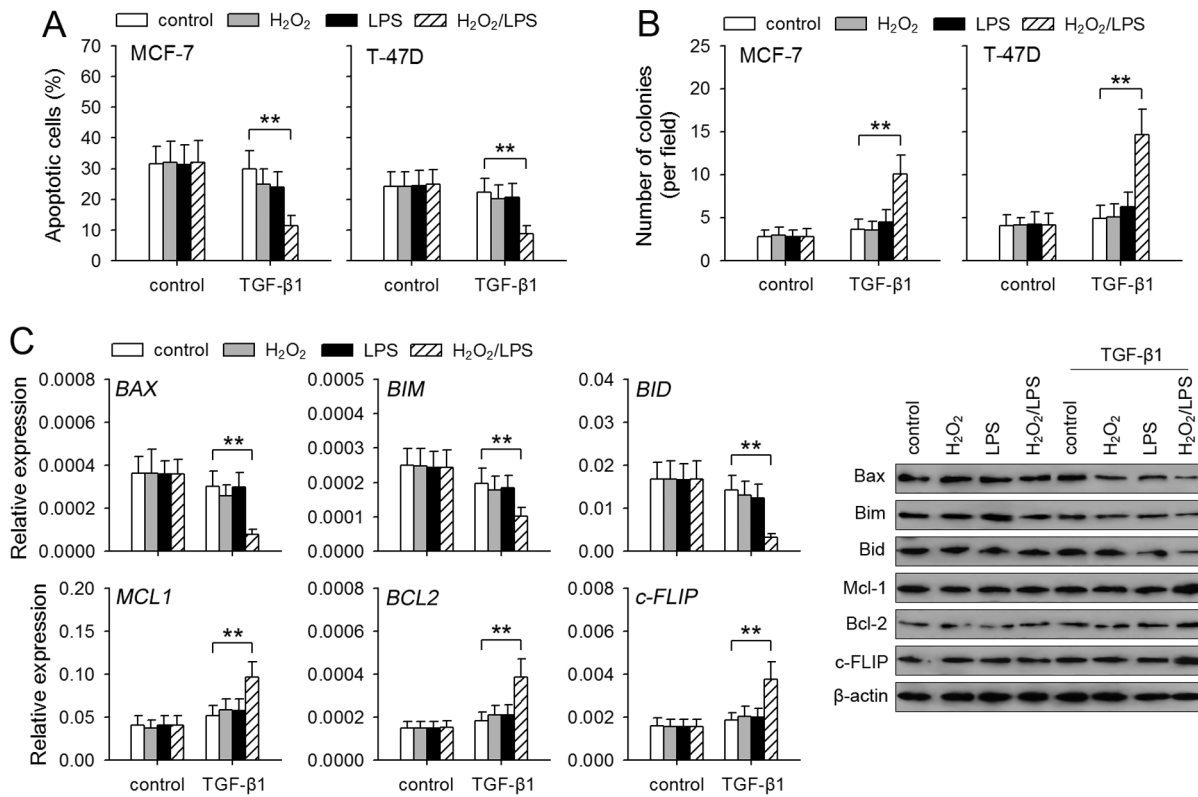 A
control H₂O₂ LPS H₂O₂/LPS
Apoptotic cells (%)
70
60
50
40
30
20
10
0
MCF-7
T-47D
**
**
control TGF-β1 control TGF-β1
B
control H₂O₂ LPS H₂O₂/LPS
Number of colonies
(per field)
25
20
15
10
5
0
MCF-7
T-47D
**
**
control TGF-β1 control TGF-β1
C
control H₂O₂ LPS H₂O₂/LPS
Relative expression
0.0008
0.0006
0.0004
0.0002
0.0000
BAX
**
0.0005
0.0004
0.0003
0.0002
0.0001
0.0000
BIM
**
0.04
0.03
0.02
0.01
0.00
BID
**
Relative expression
0.20
0.15
0.10
0.05
0.00
MCL1
**
control TGF-β1
0.0008
0.0006
0.0004
0.0002
0.0000
BCL2
**
control TGF-β1
0.008
0.006
0.004
0.002
0.000
c-FLIP
**
control TGF-β1
TGF-β1
control
H₂O₂
LPS
H₂O₂/LPS
control
H₂O₂
LPS
H₂O₂/LPS
Bax
Bim
Bid
Mcl-1
Bcl-2
c-FLIP
β-actin